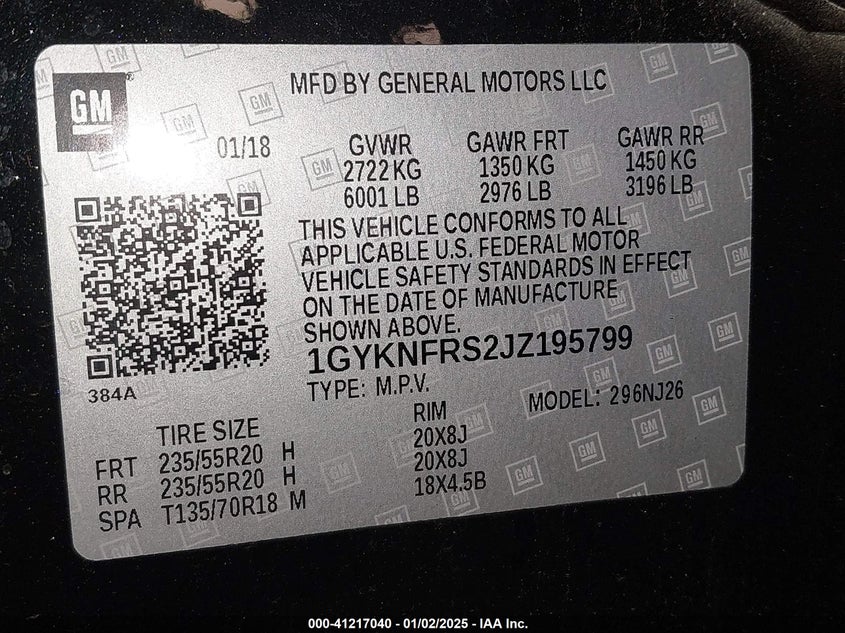 GM
MFD BY GENERAL MOTORS LLC
01/18 GVWR GAWR FRT GAWR RR
2722 KG 1350 KG 1450 KG
6001 LB 2976 LB 3196 LB
THIS VEHICLE CONFORMS TO ALL
APPLICABLE U.S. FEDERAL MOTOR
VEHICLE SAFETY STANDARDS IN EFFECT
ON THE DATE OF MANUFACTURE
SHOWN ABOVE.
1GYKNFRS2JZ195799
384A
TYPE: M.P.V. MODEL: 296NJ26
TIRE SIZE RIM
FRT 235/55R20 H 20X8J
RR 235/55R20 H 20X8J
SPA T135/70R18 M 18X4.5B
000-41217040 - 01/02/2025 - IAA Inc.